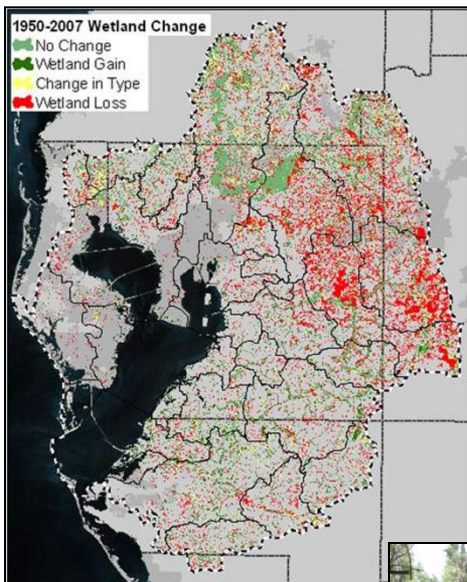 1950-2007 Wetland Change
No Change
Wetland Gain
Change in Type
Wetland Loss